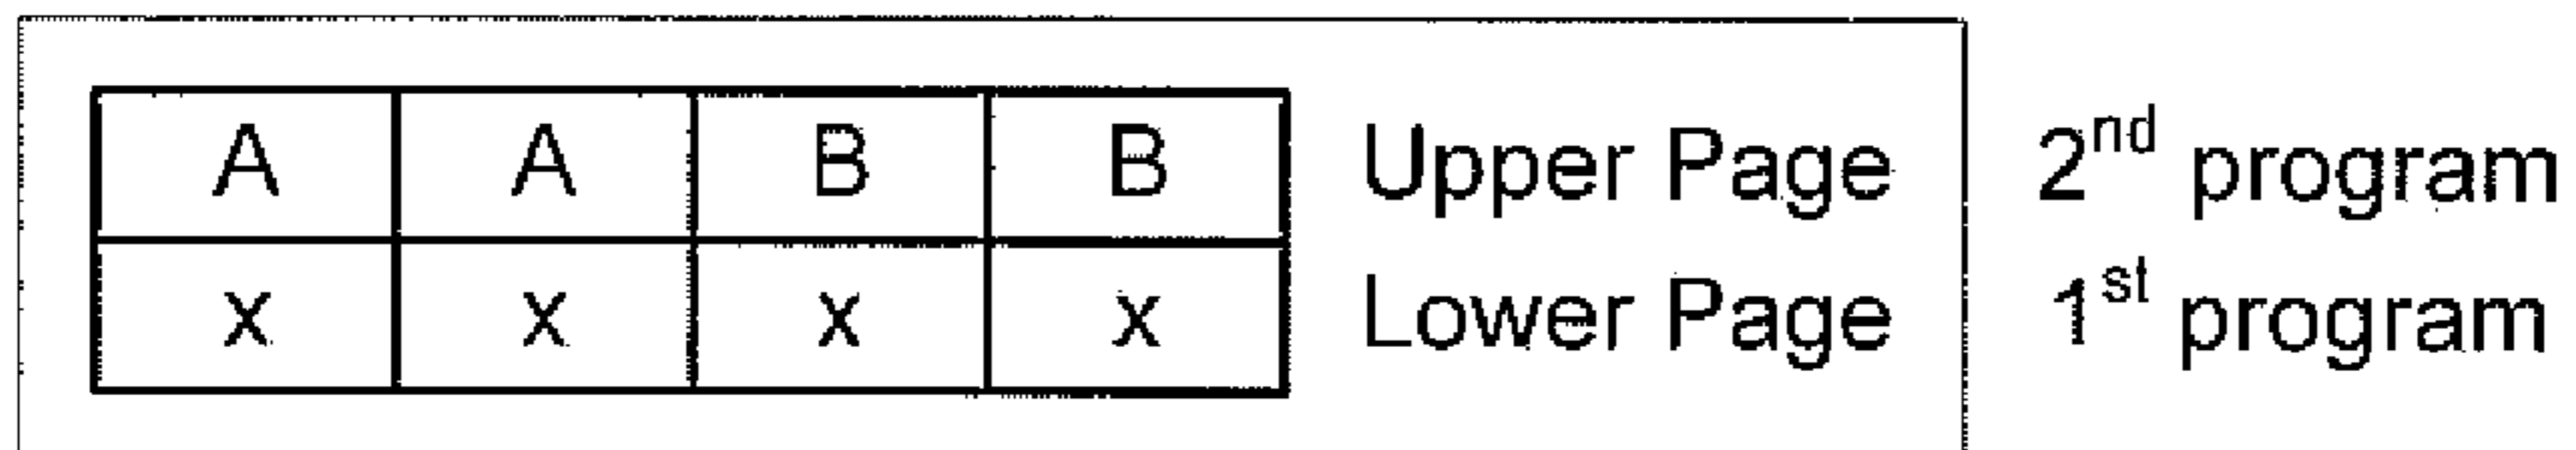 A A B B Upper Page 2nd program
x x x x Lower Page 1st program